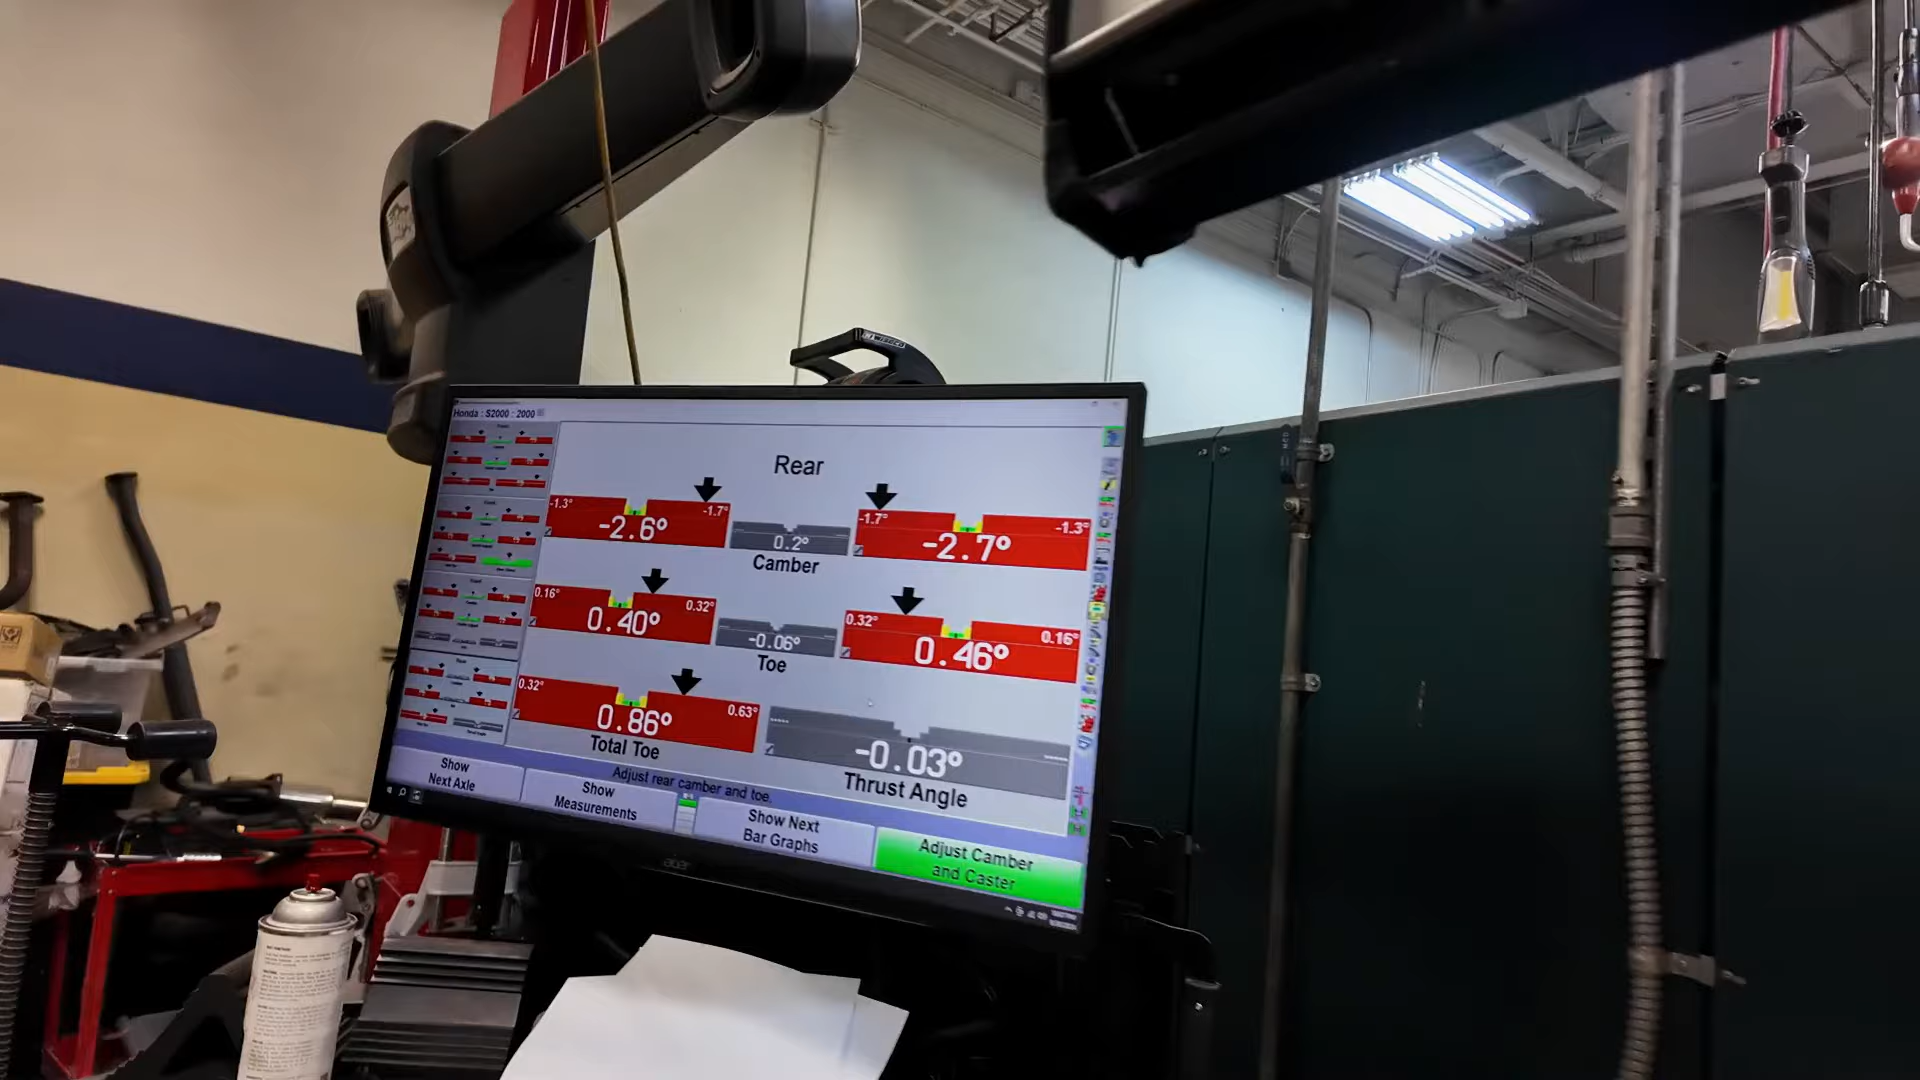 Honda : S2000 : 2000
Rear
-1.3° -1.7° -1.7° -1.3°
-2.6° 0.2° -2.7°
Camber
0.16° 0.32° 0.32° 0.16°
0.40° -0.06° 0.46°
Toe
0.32° 0.63°
0.86° -0.03°
Total Toe Thrust Angle
Adjust rear camber and toe.
Show
Next Axle
Show
Measurements
Show Next
Bar Graphs
Adjust Camber
and Caster
acer